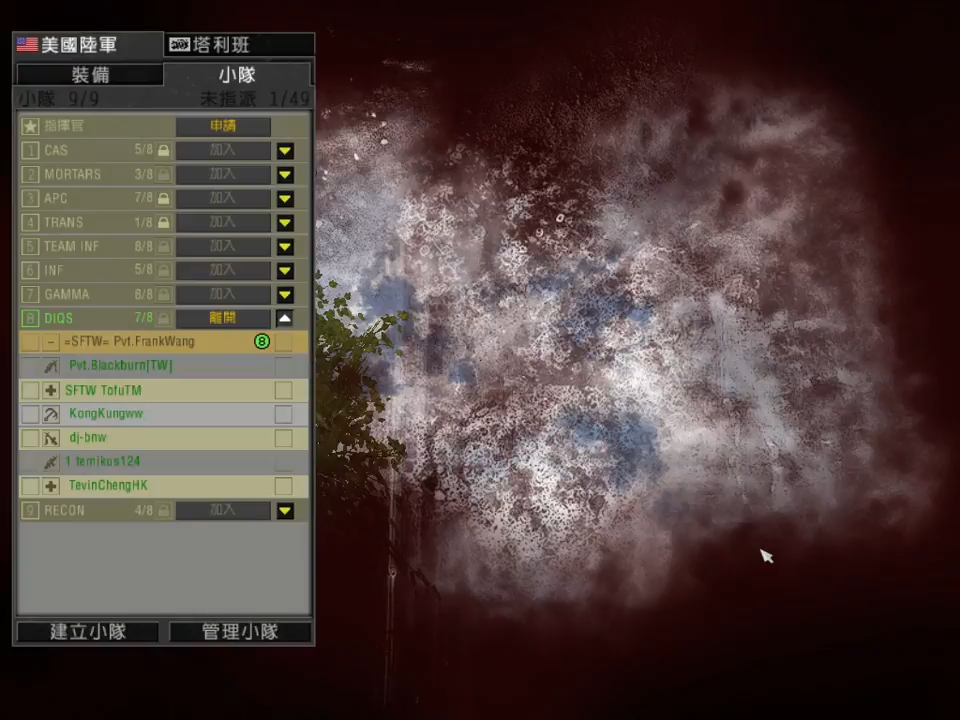 美國陸軍 塔利班
裝備 小隊
小隊 9/9 未指派 1/49
指揮官 申請
1 CAS 5/8 加入
2 MORTARS 3/8 加入
3 APC 7/8 加入
4 TRANS 1/8 加入
5 TEAM INF 8/8 加入
6 INF 5/8 加入
7 GAMMA 8/8 加入
8 DIQS 7/8 離開
=SFTW= Pvt.FrankWang 8
Pvt.Blackburn[TW]
SFTW TofuTM
KongKungww
dj-bnw
1 temikus124
TevinChengHK
9 RECON 4/8 加入
建立小隊 管理小隊